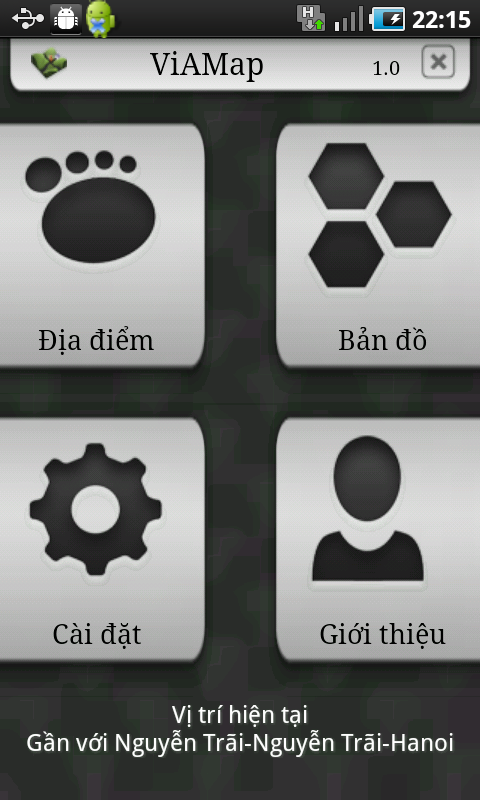 H 22:15
ViAMap 1.0
Địa điểm
Bản đồ
Cài đặt
Giới thiệu
Vị trí hiện tại
Gần với Nguyễn Trãi-Nguyễn Trãi-Hanoi